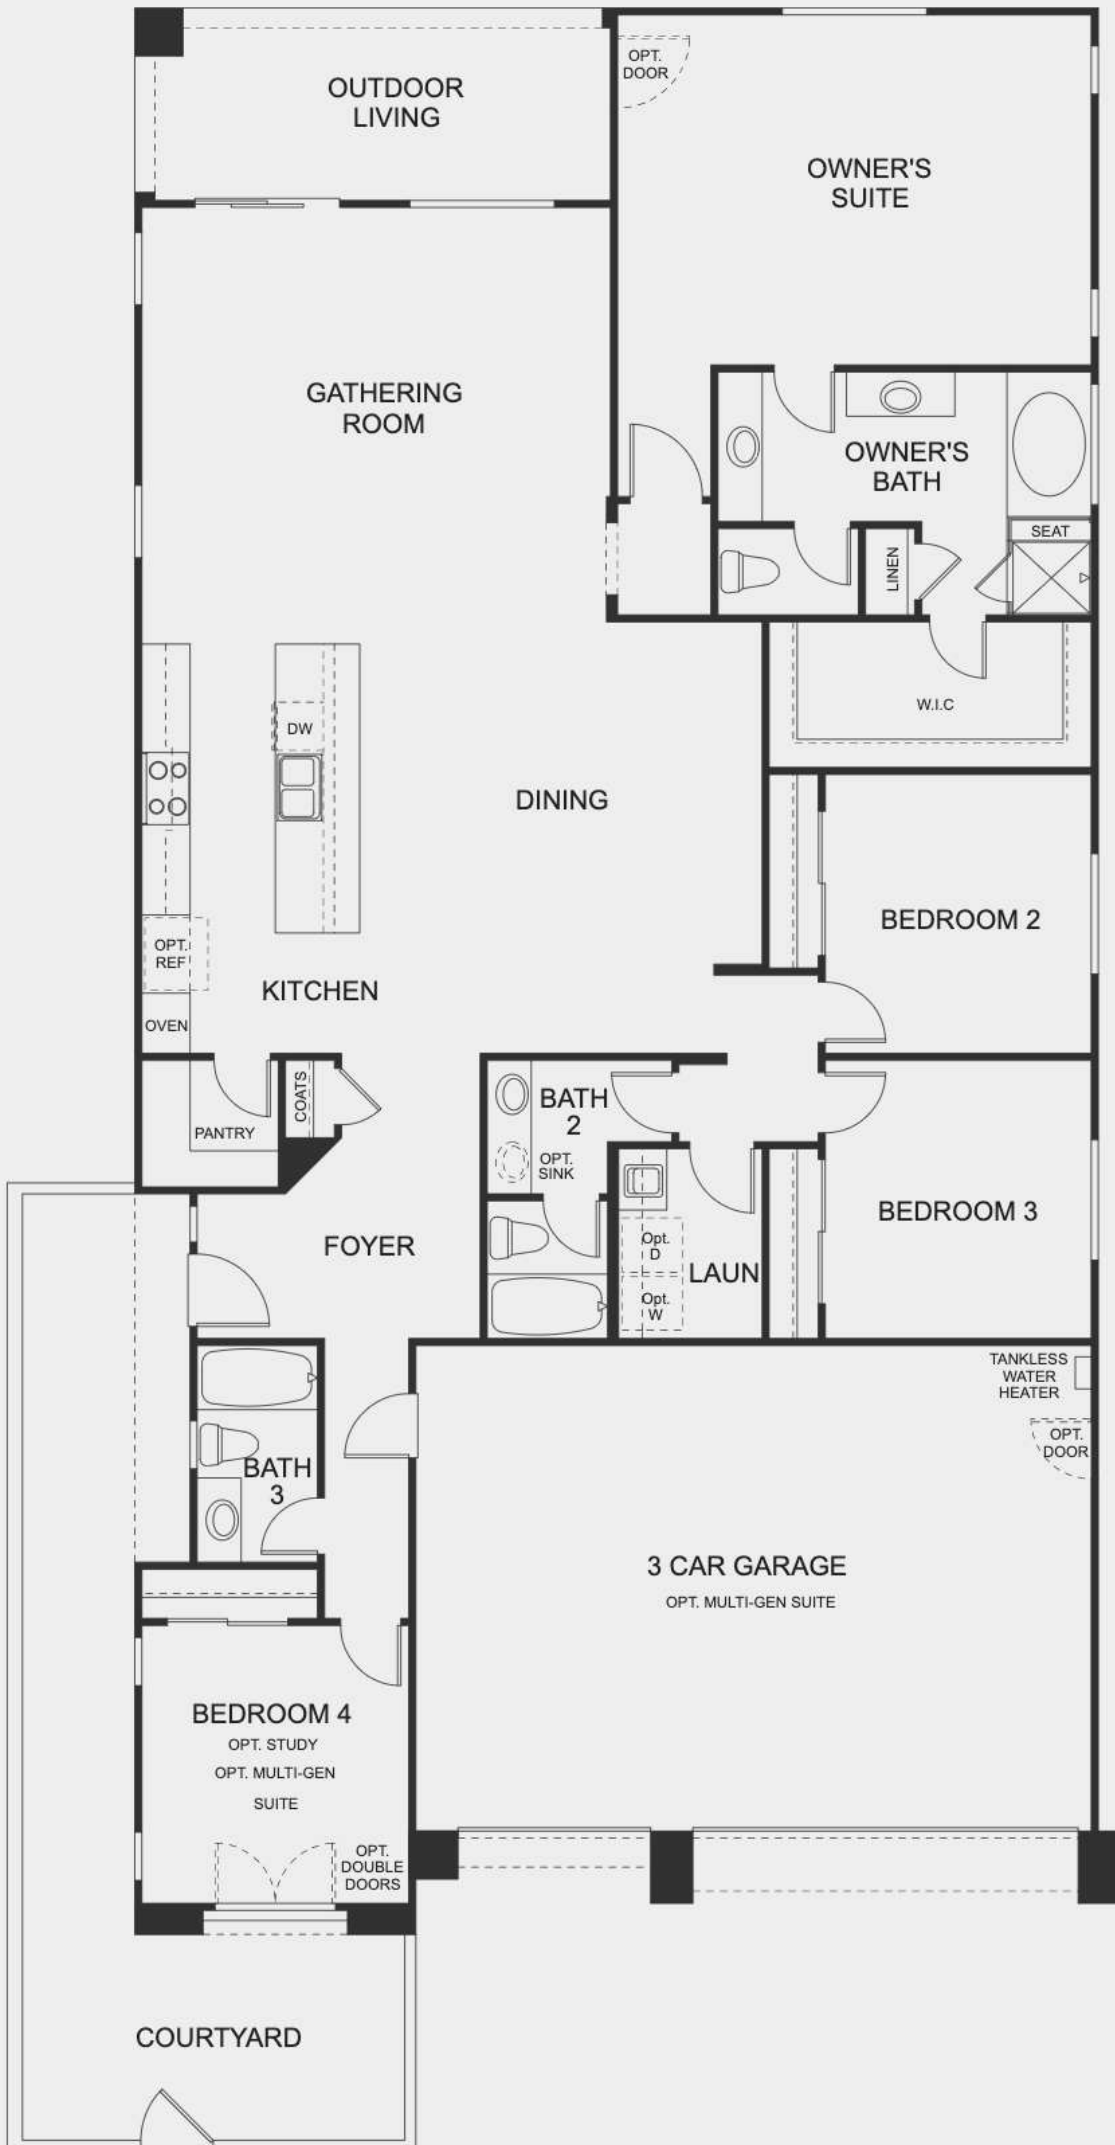 OUTDOOR
LIVING
OPT.
DOOR
OWNER'S
SUITE
GATHERING
ROOM
OWNER'S
BATH
SEAT
LINEN
W.I.C
DW
DINING
BEDROOM 2
OPT.
REF
KITCHEN
OVEN
COATS
PANTRY
BATH
2
OPT.
SINK
BEDROOM 3
FOYER
Opt.
D
LAUN
Opt.
W
TANKLESS
WATER
HEATER
OPT.
DOOR
BATH
3
3 CAR GARAGE
OPT. MULTI-GEN SUITE
BEDROOM 4
OPT. STUDY
OPT. MULTI-GEN
SUITE
OPT.
DOUBLE
DOORS
COURTYARD